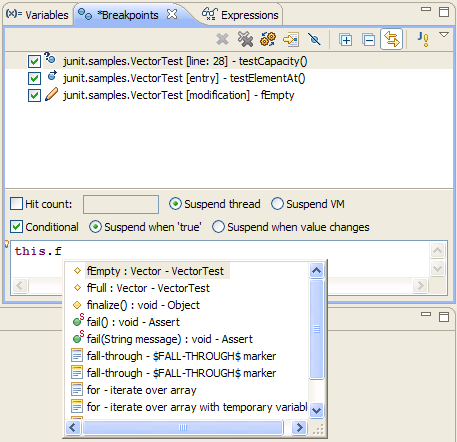 (x)= Variables *Breakpoints Expressions
junit.samples.VectorTest [line: 28] - testCapacity()
junit.samples.VectorTest [entry] - testElementAt()
junit.samples.VectorTest [modification] - fEmpty
Hit count: Suspend thread Suspend VM
Conditional Suspend when 'true' Suspend when value changes
this.f
fEmpty : Vector - VectorTest
fFull : Vector - VectorTest
finalize() : void - Object
fail() : void - Assert
fail(String message) : void - Assert
fall-through - $FALL-THROUGH$ marker
fall-through - $FALL-THROUGH$ marker
for - iterate over array
for - iterate over array with temporary variabl